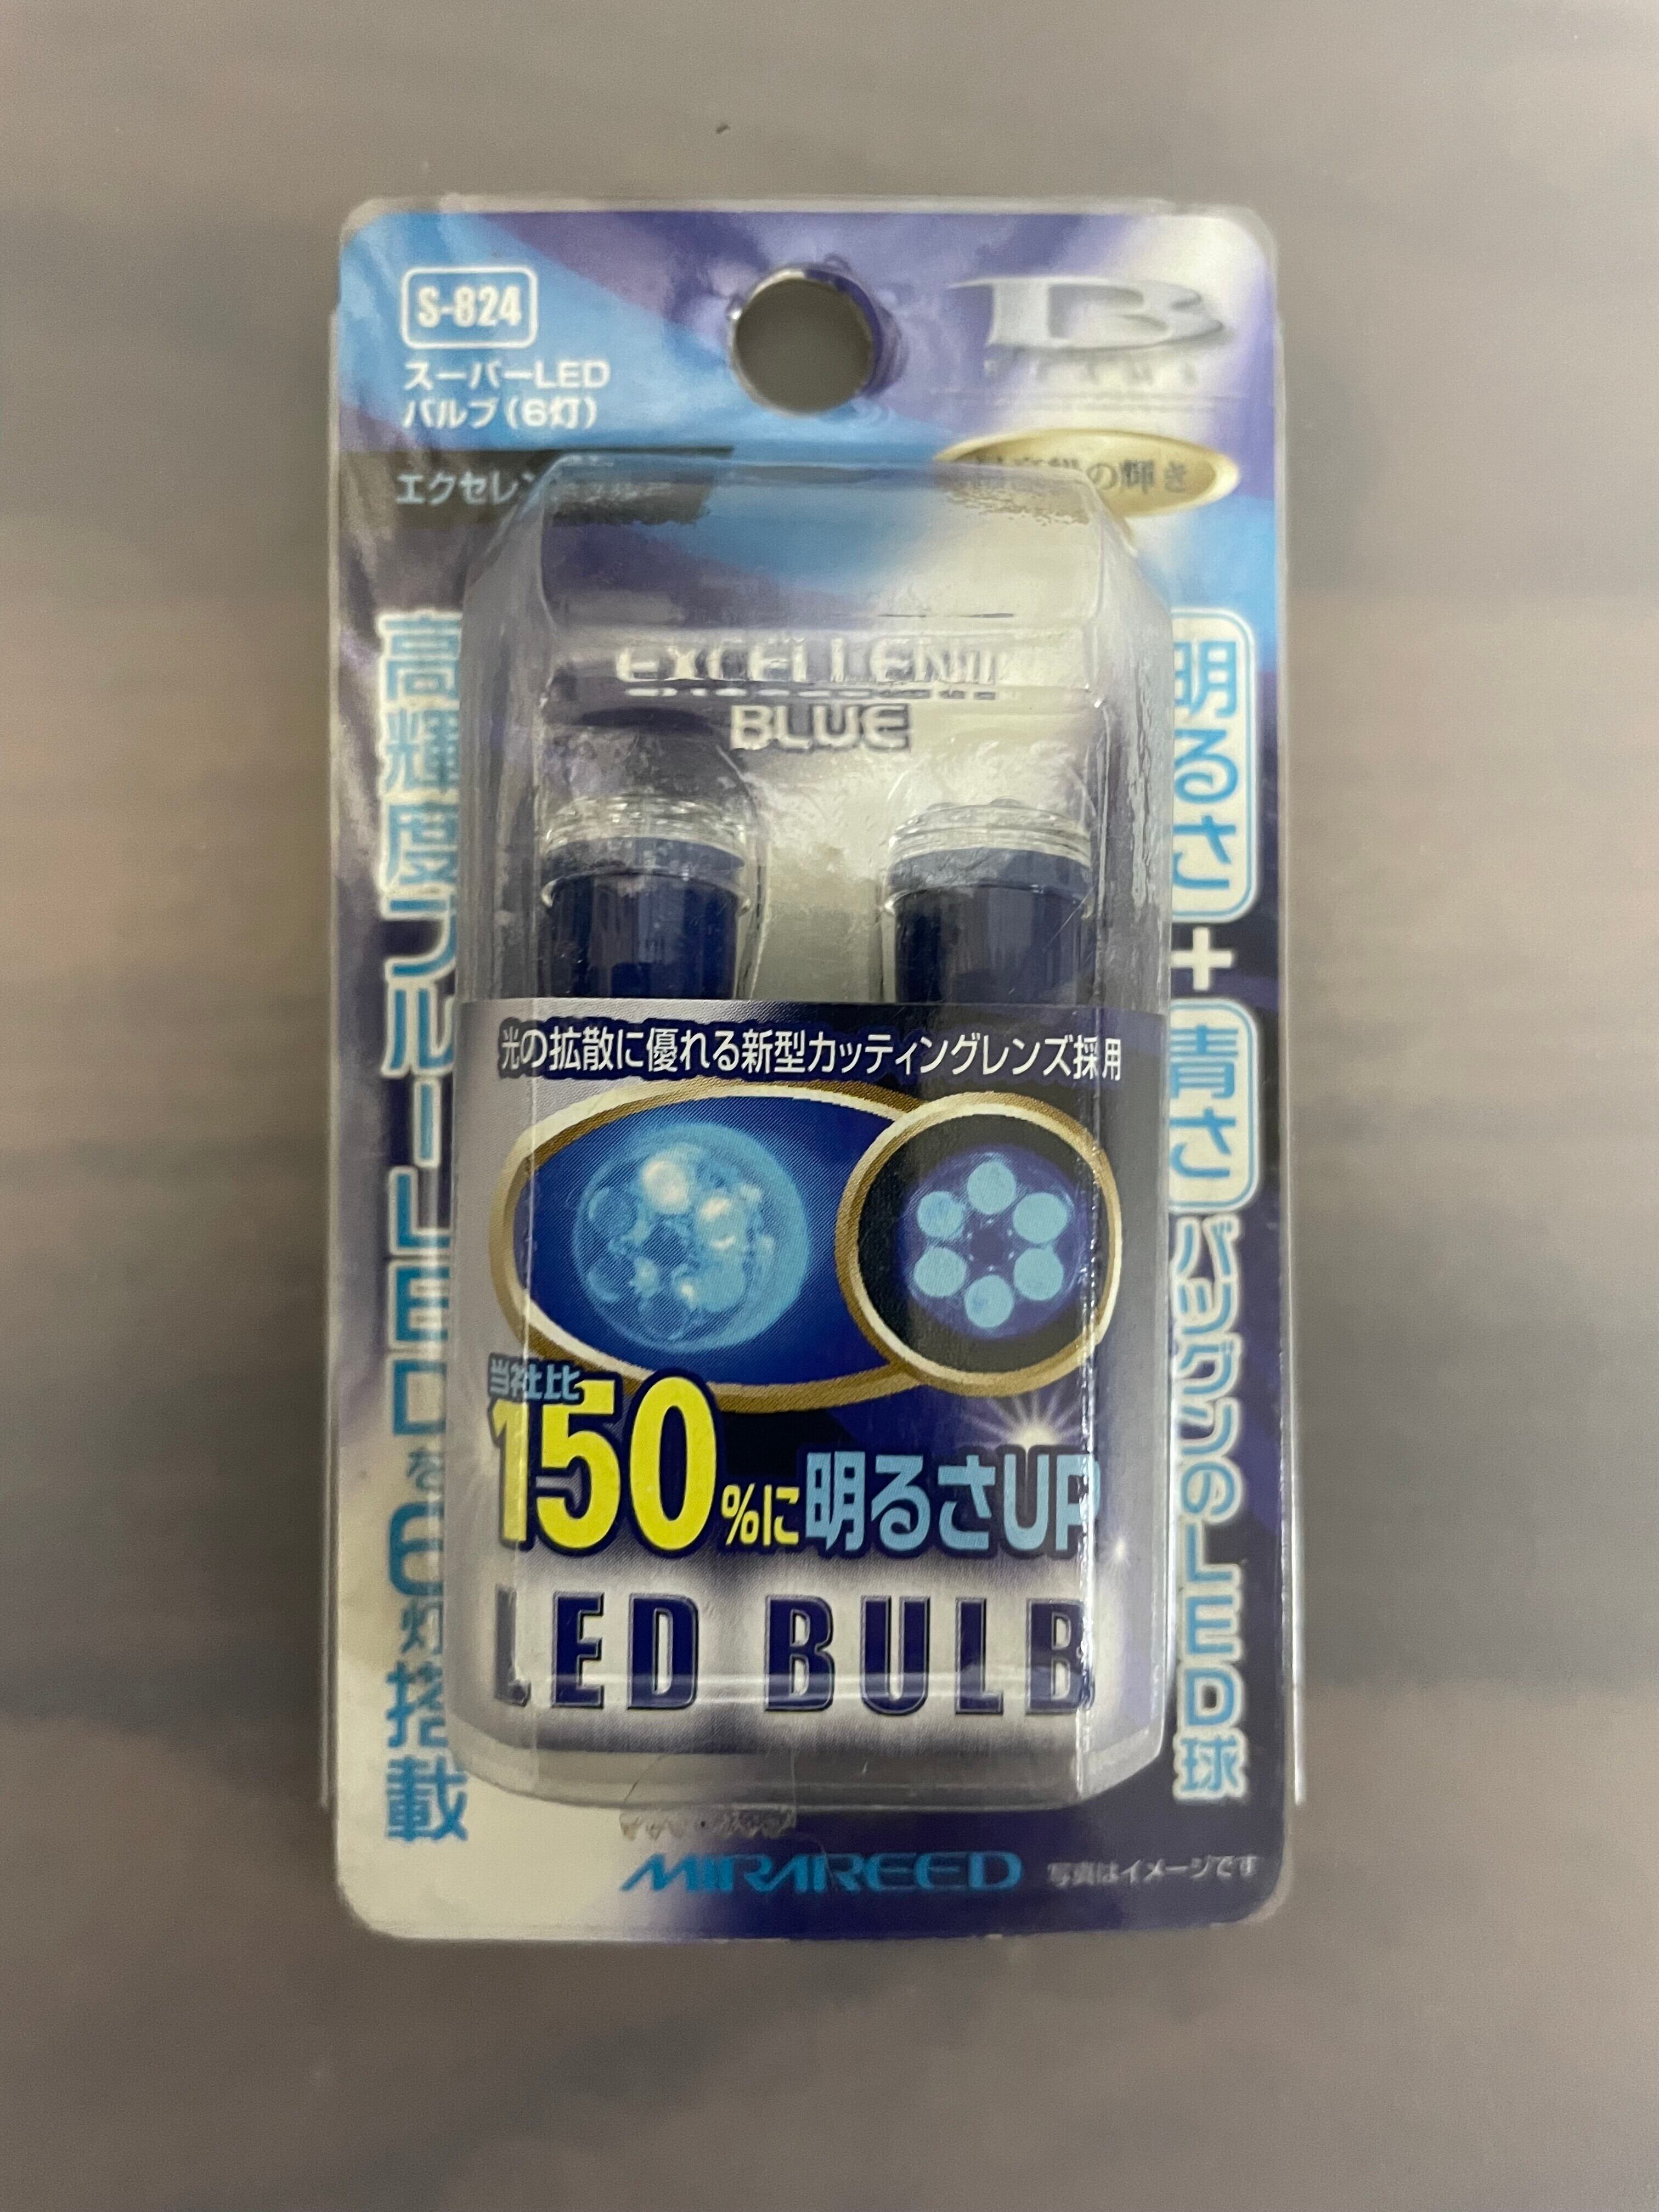 S-824
スーパーLED
バルブ(6灯)
B
エクセレン
の輝き
EXCELLENT
BLUE
高輝度ブルーLEDを6灯搭載
明るさ+青さバツグンのLED球
光の拡散に優れる新型カッティングレンズ採用
当社比
150%に明るさUP
LED BULB
MIRAREED
写真はイメージです